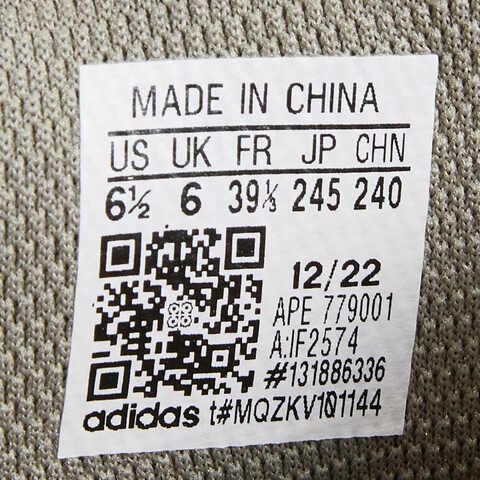 MADE IN CHINA
US UK FR JP CHN
6½ 6 39⅓ 245 240
12/22
APE 779001
A:IF2574
#131886336
adidas t#MQZKV101144